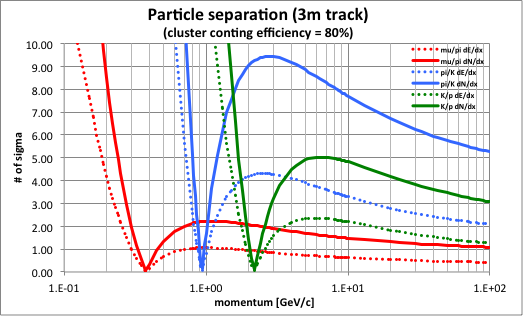 Particle separation (3m track)
(cluster conting efficiency = 80%)
10.00
9.00
8.00
7.00
6.00
5.00
4.00
3.00
2.00
1.00
0.00
# of sigma
mu/pi dE/dx
mu/pi dN/dx
pi/K dE/dx
pi/K dN/dx
K/p dE/dx
K/p dN/dx
1.E-01 1.E+00 1.E+01 1.E+02
momentum [GeV/c]